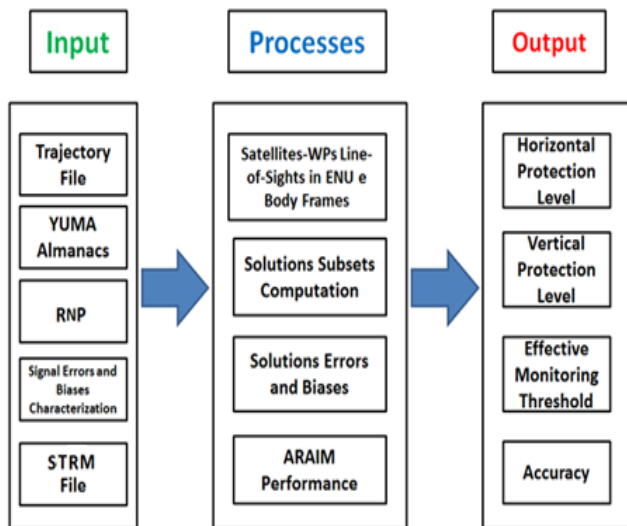 Input
Trajectory
File
YUMA
Almanacs
RNP
Signal Errors and
Biases
Characterization
STRM
File
Processes
Satellites-WPs Line-
of-Sights in ENU e
Body Frames
Solutions Subsets
Computation
Solutions Errors
and Biases
ARAIM
Performance
Output
Horizontal
Protection
Level
Vertical
Protection
Level
Effective
Monitoring
Threshold
Accuracy